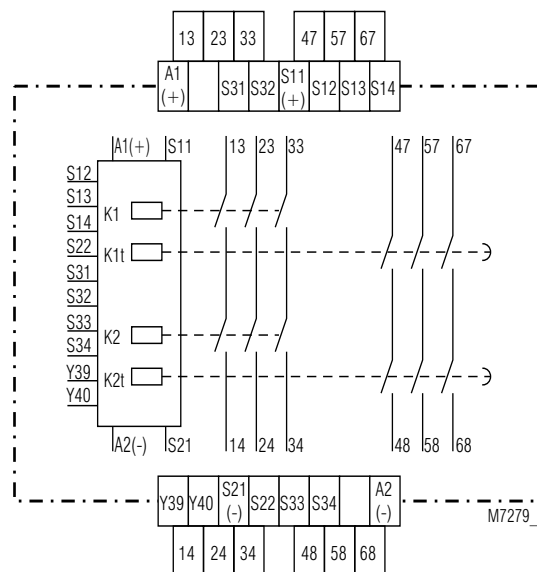 13 23 33 47 57 67
A1 (+) S31 S32 S11 (+) S12 S13 S14
A1(+) S11 13 23 33 47 57 67
S12
S13
K1
S14
S22
K1t
S31
S32
S33
K2
S34
Y39
K2t
Y40
A2(-) S21 14 24 34 48 58 68
Y39 Y40 S21 (-) S22 S33 S34 A2 (-)
M7279_
14 24 34 48 58 68